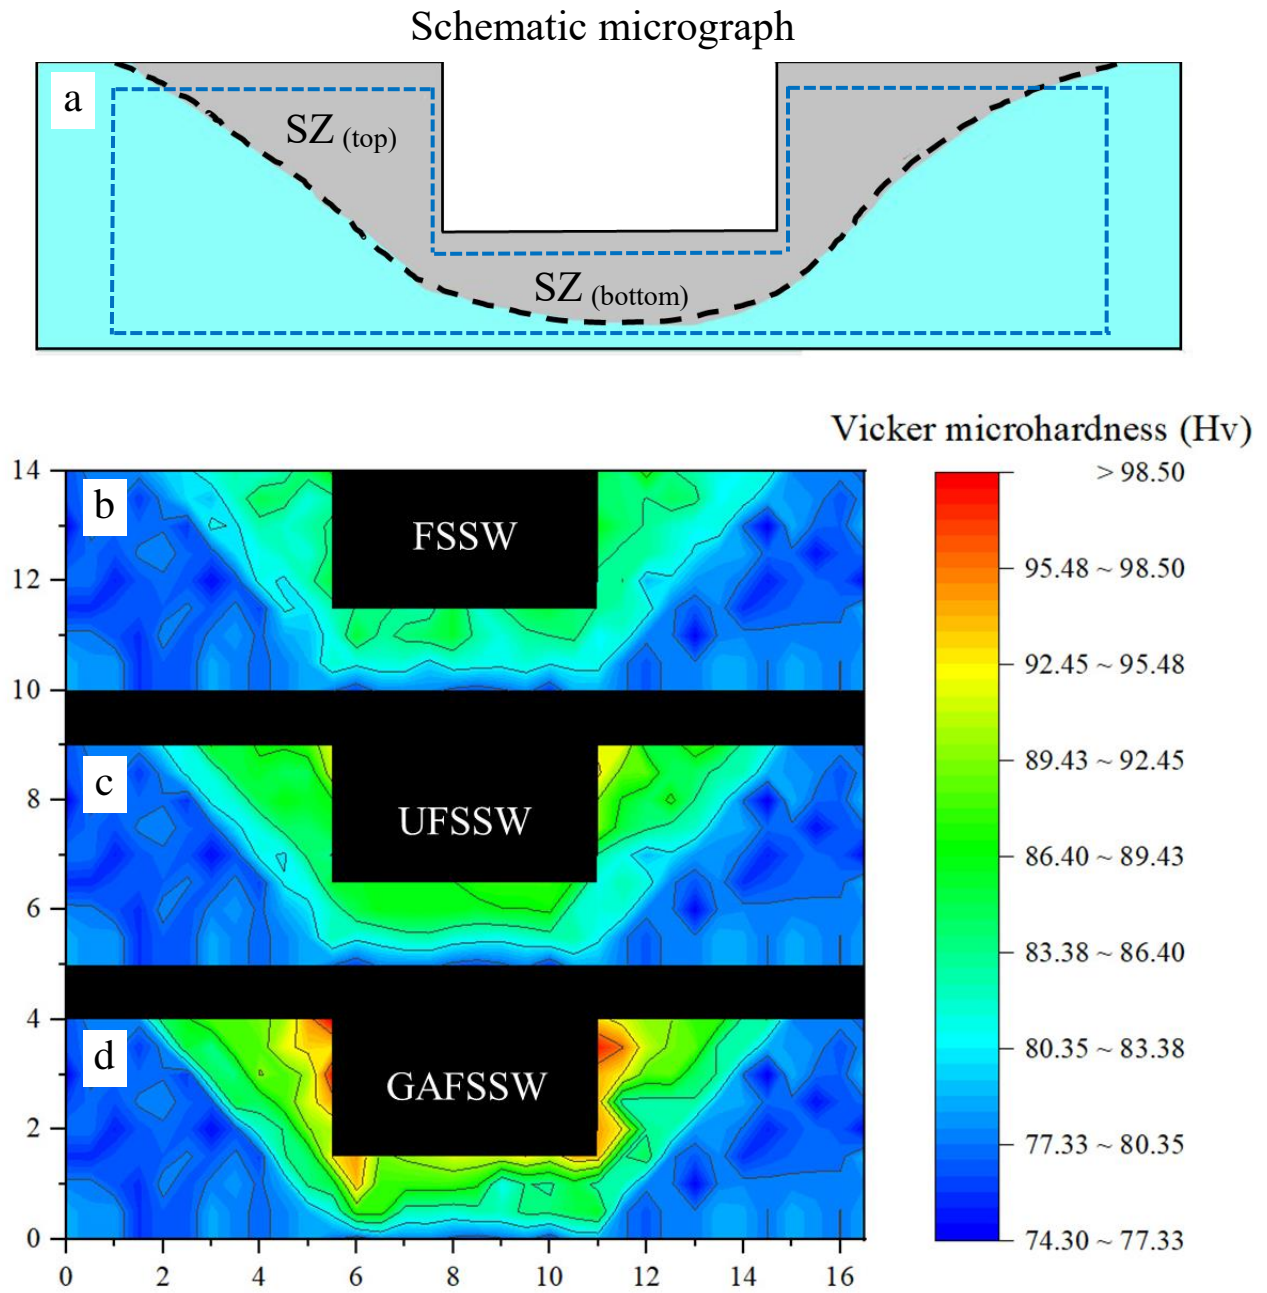 Schematic micrograph
a
SZ (top)
SZ (bottom)
Vicker microhardness (Hv)
14
12
10
8
6
4
2
0
b
FSSW
c
UFSSW
d
GAFSSW
0 2 4 6 8 10 12 14 16
> 98.50
95.48 ~ 98.50
92.45 ~ 95.48
89.43 ~ 92.45
86.40 ~ 89.43
83.38 ~ 86.40
80.35 ~ 83.38
77.33 ~ 80.35
74.30 ~ 77.33